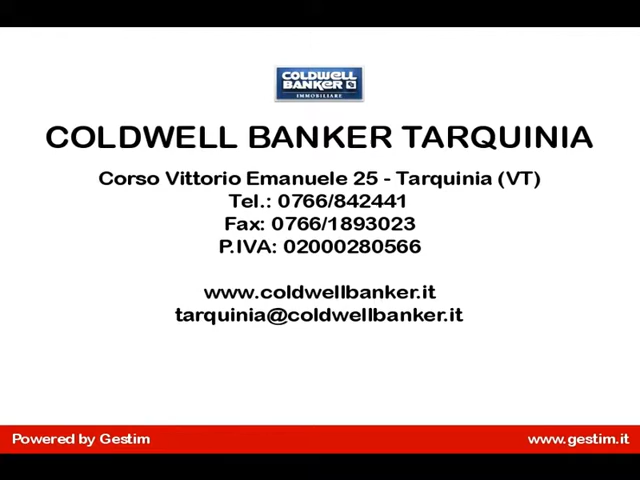 COLDWELL
BANKER
IMMOBILIARE
COLDWELL BANKER TARQUINIA
Corso Vittorio Emanuele 25 - Tarquinia (VT)
Tel.: 0766/842441
Fax: 0766/1893023
P.IVA: 02000280566
www.coldwellbanker.it
tarquinia@coldwellbanker.it
Powered by Gestim
www.gestim.it